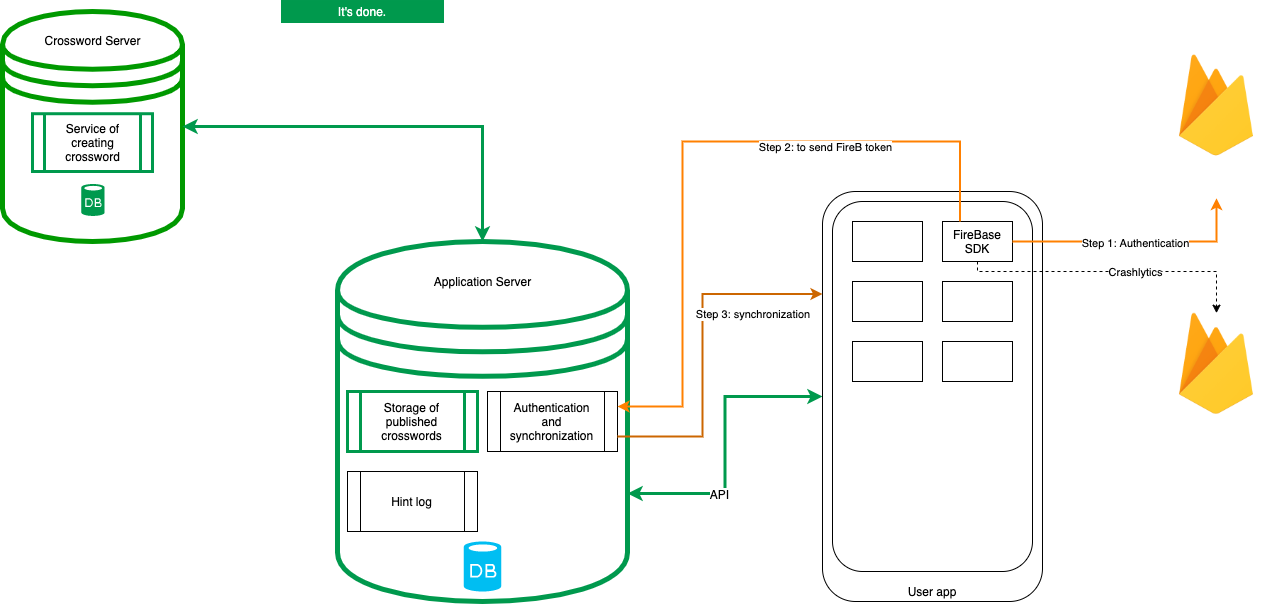 It's done.
Crossword Server
Service of
creating
crossword
DB
Step 2: to send FireB token
FireBase
SDK
Step 1: Authentication
Crashlytics
Application Server
Step 3: synchronization
Storage of
published
crosswords
Authentication
and
synchronization
API
Hint log
DB
User app